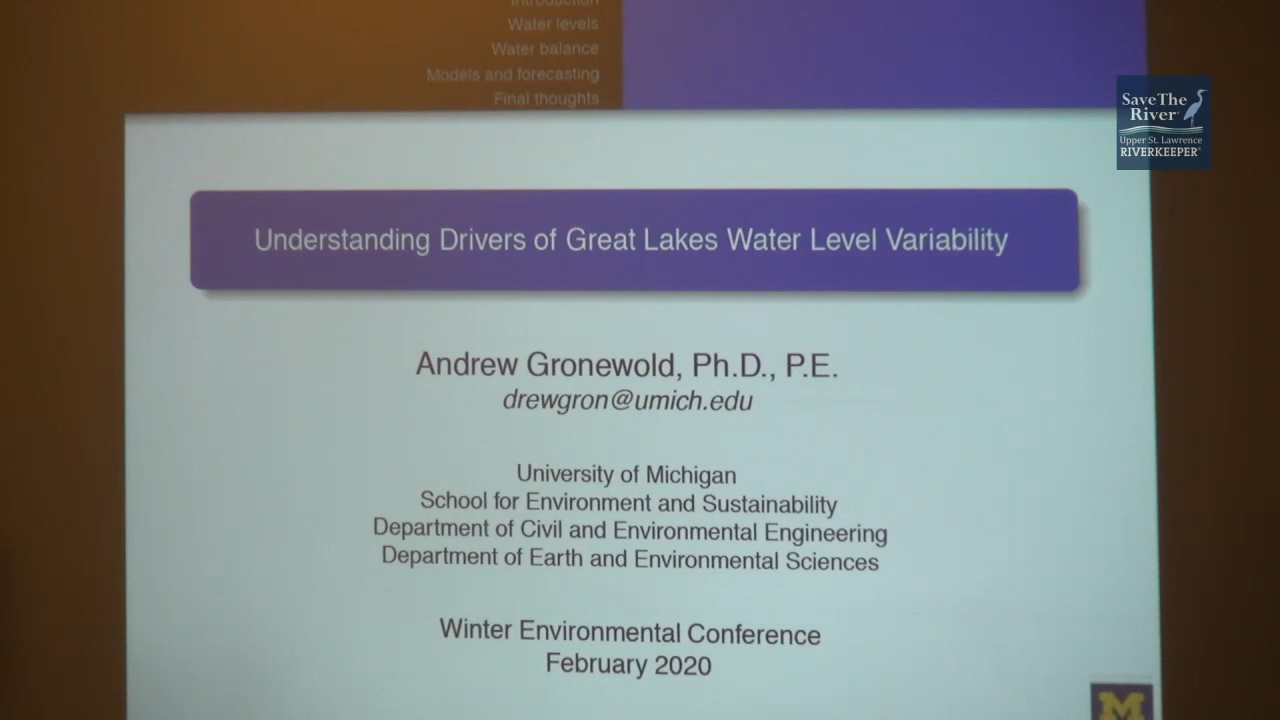 Introduction
Water levels
Water balance
Models and forecasting
Final thoughts
SaveThe
River
Upper St. Lawrence
RIVERKEEPER®
Understanding Drivers of Great Lakes Water Level Variability
Andrew Gronewold, Ph.D., P.E.
drewgron@umich.edu
University of Michigan
School for Environment and Sustainability
Department of Civil and Environmental Engineering
Department of Earth and Environmental Sciences
Winter Environmental Conference
February 2020
M